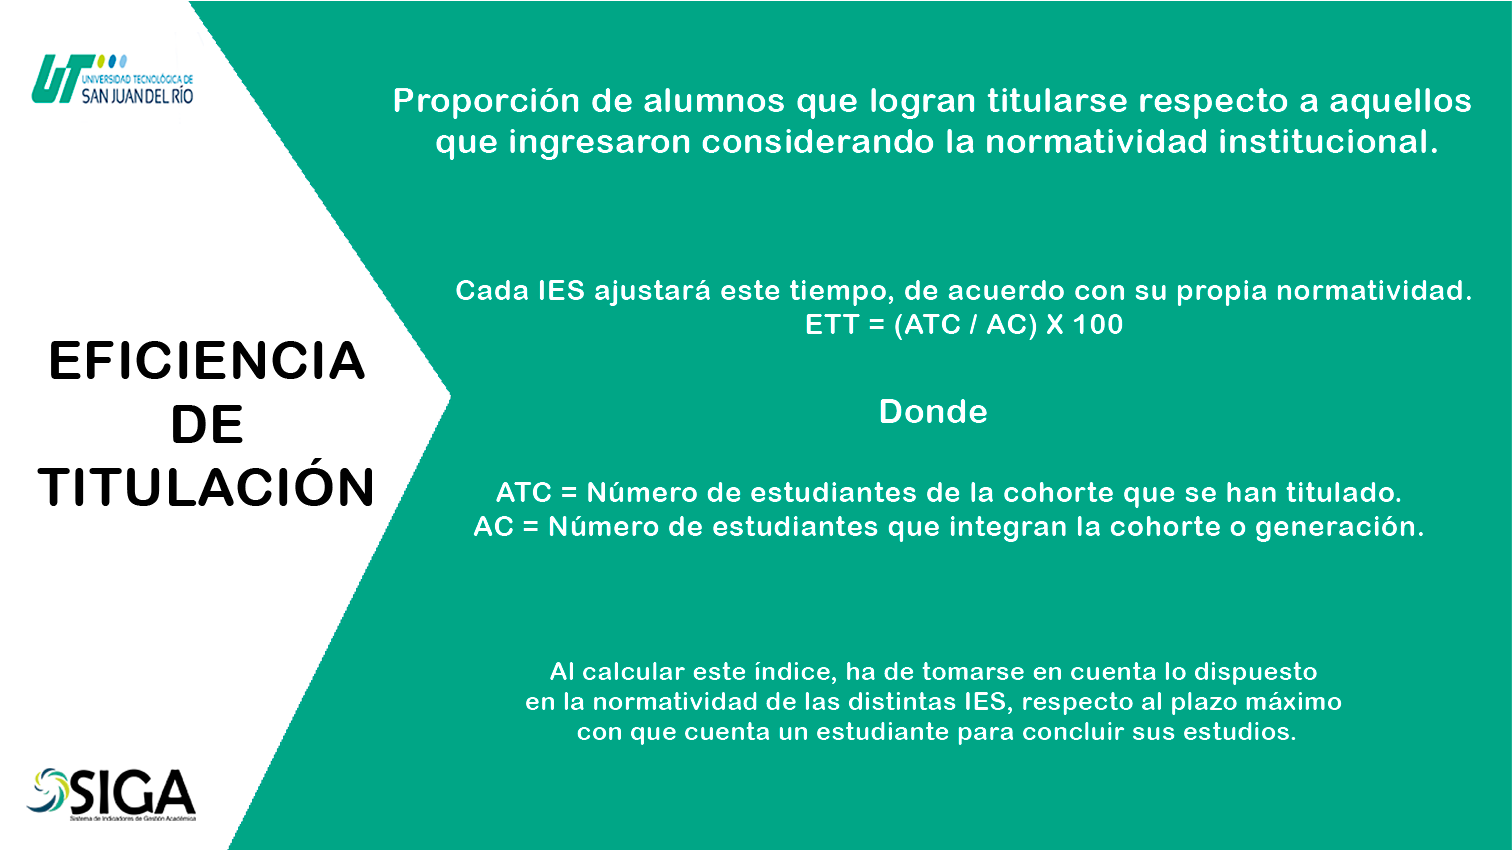 UT
UNIVERSIDAD TECNOLÓGICA DE
SAN JUAN DEL RÍO
EFICIENCIA
DE
TITULACIÓN
Proporción de alumnos que logran titularse respecto a aquellos
que ingresaron considerando la normatividad institucional.
Cada IES ajustará este tiempo, de acuerdo con su propia normatividad.
ETT = (ATC / AC) X 100
Donde
ATC = Número de estudiantes de la cohorte que se han titulado.
AC = Número de estudiantes que integran la cohorte o generación.
Al calcular este índice, ha de tomarse en cuenta lo dispuesto
en la normatividad de las distintas IES, respecto al plazo máximo
con que cuenta un estudiante para concluir sus estudios.
SIGA
Sistema de Indicadores de Gestión Académica